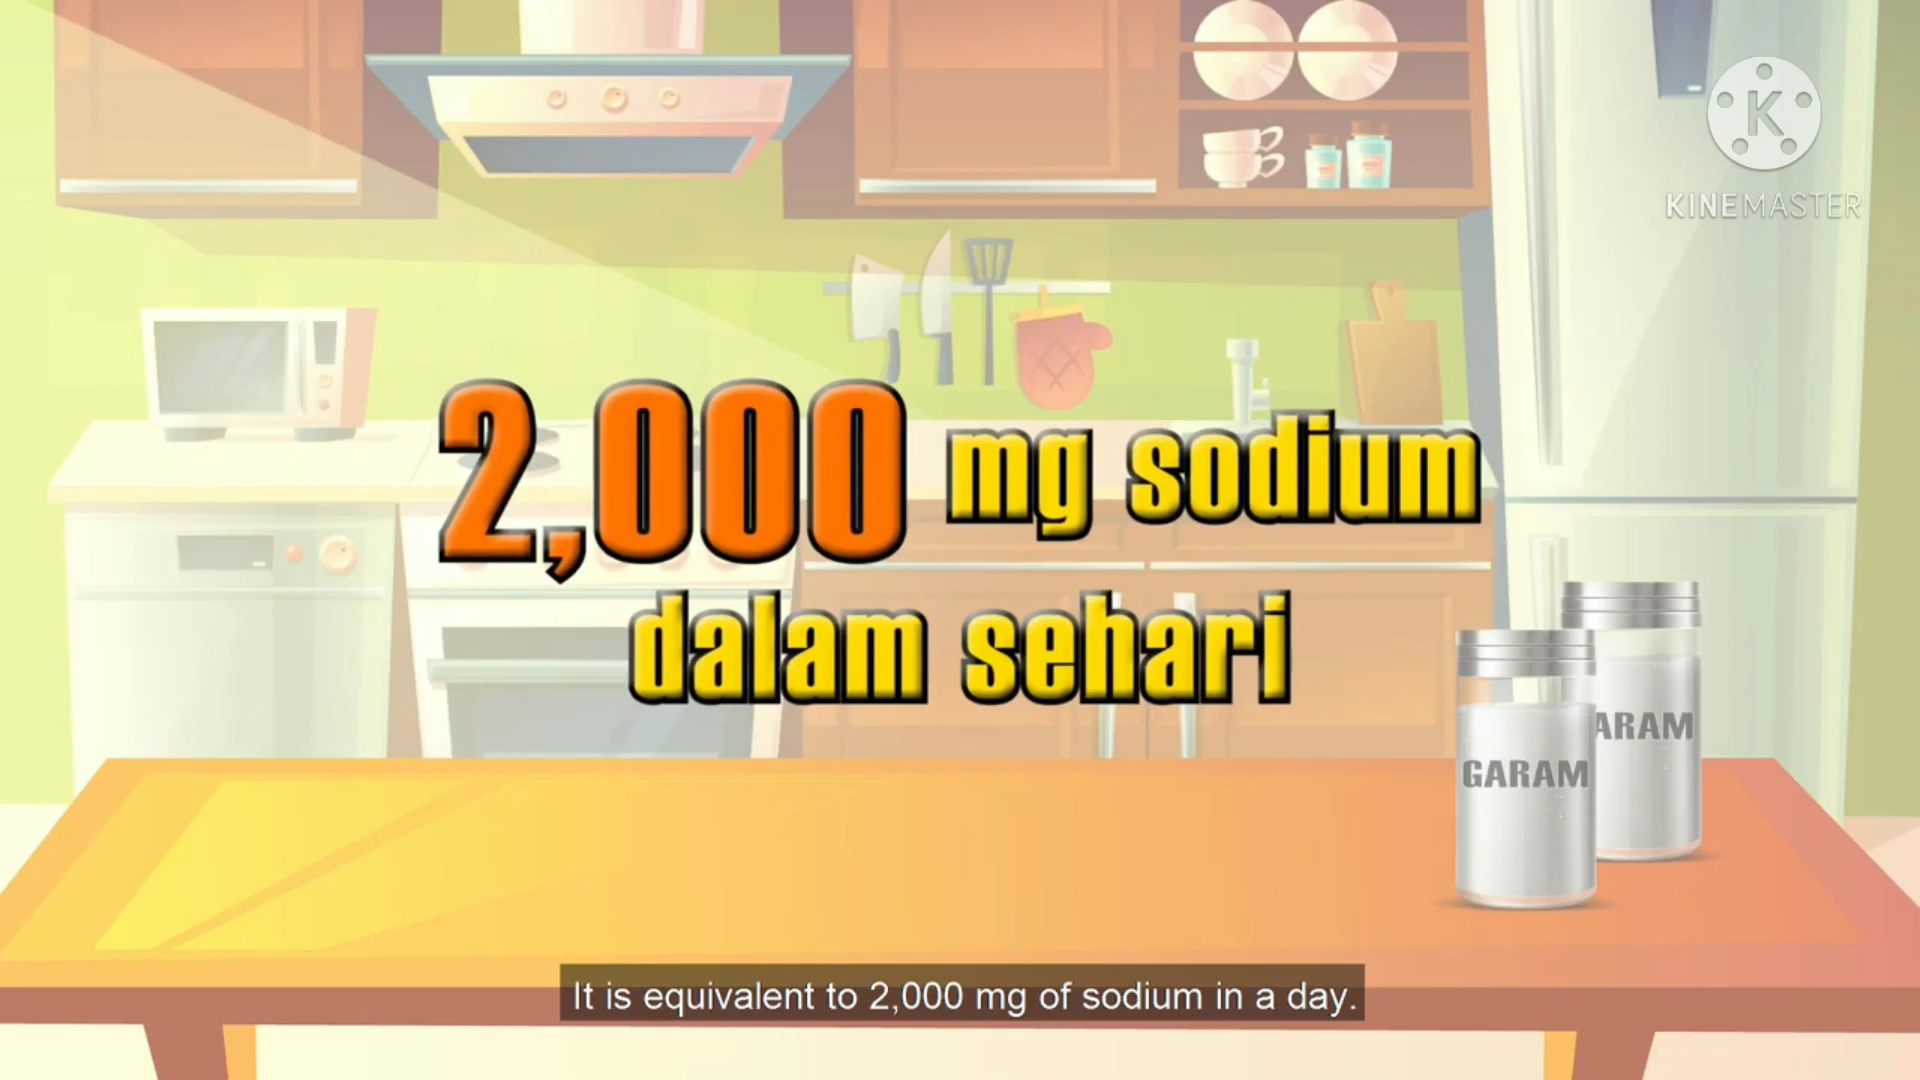 KINEMASTER
2,000 mg sodium
dalam sehari
ARAM
GARAM
It is equivalent to 2,000 mg of sodium in a day.